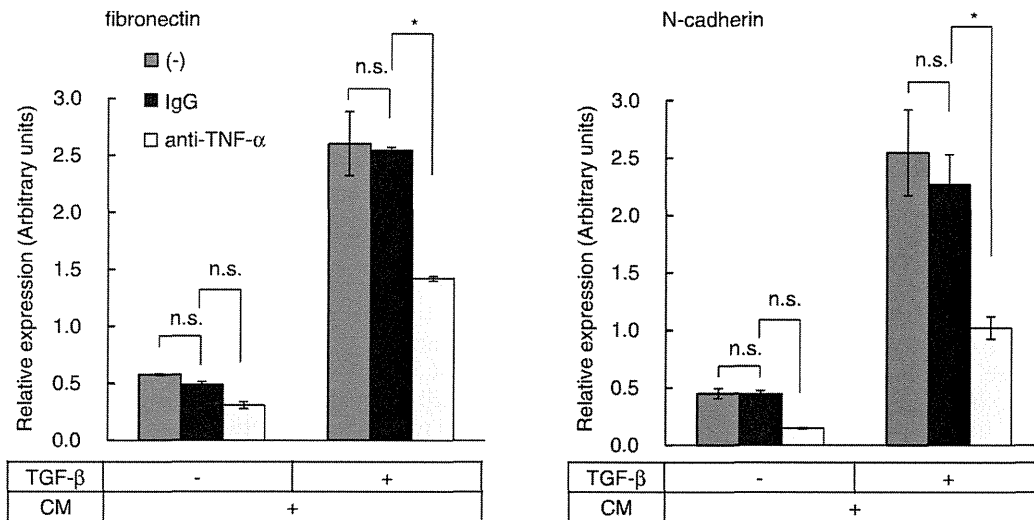 fibronectin
(-)
IgG
anti-TNF-α
Relative expression (Arbitrary units)
3.0
2.5
2.0
1.5
1.0
0.5
0.0
n.s.
n.s.
n.s.
*
TGF-β - +
CM +
N-cadherin
Relative expression (Arbitrary units)
3.0
2.5
2.0
1.5
1.0
0.5
0.0
n.s.
n.s.
n.s.
*
TGF-β - +
CM +